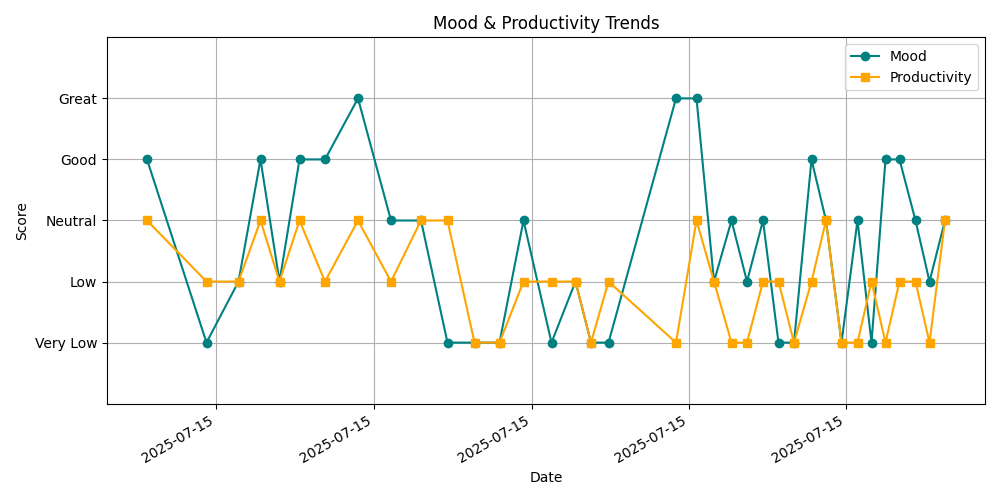 Mood & Productivity Trends
Mood
Productivity
Great
Good
Neutral
Low
Very Low
Score
2025-07-15
2025-07-15
2025-07-15
2025-07-15
2025-07-15
Date